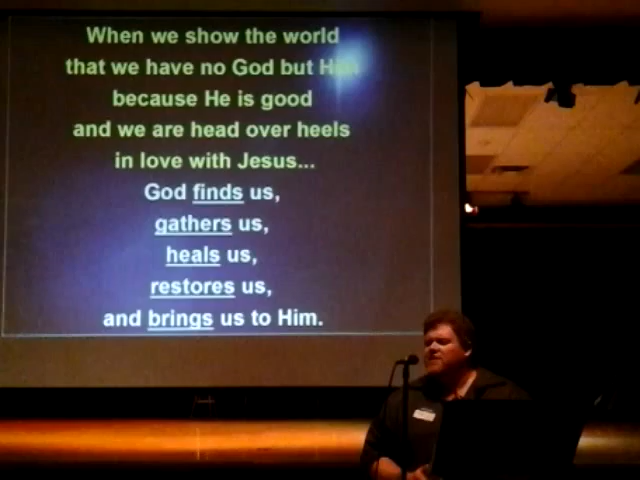 When we show the world
that we have no God but Him
because He is good
and we are head over heels
in love with Jesus...
God finds us,
gathers us,
heals us,
restores us,
and brings us to Him.